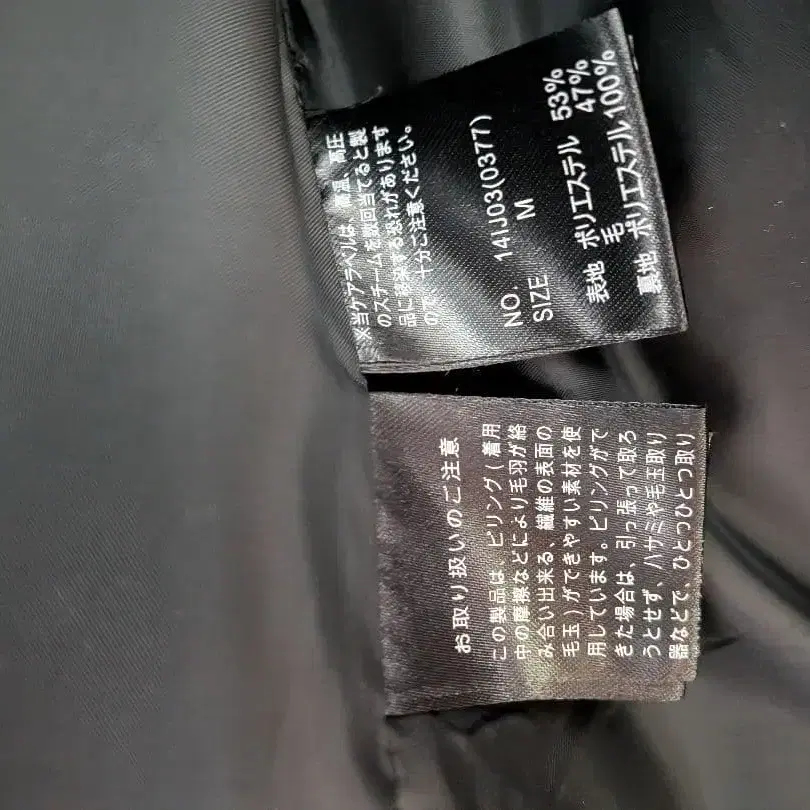 ※当ケアラベルは、高温、高圧
のスチームを数回当てると製
品に移染する恐れがあります
ので、十分ご注意ください。
NO. 14IJ03(0377)
SIZE M
表地 ポリエステル 53%
毛 47%
裏地 ポリエステル100%
お取り扱いのご注意
この製品は、ピリング(着用
中の摩擦などにより毛羽が絡
み合い出来る、繊維の表面の
毛玉)ができやすい素材を使
用しています。ピリングがで
きた場合は、引っ張って取ろ
うとせず、ハサミや毛玉取り
器などで、ひとつひとつ取り